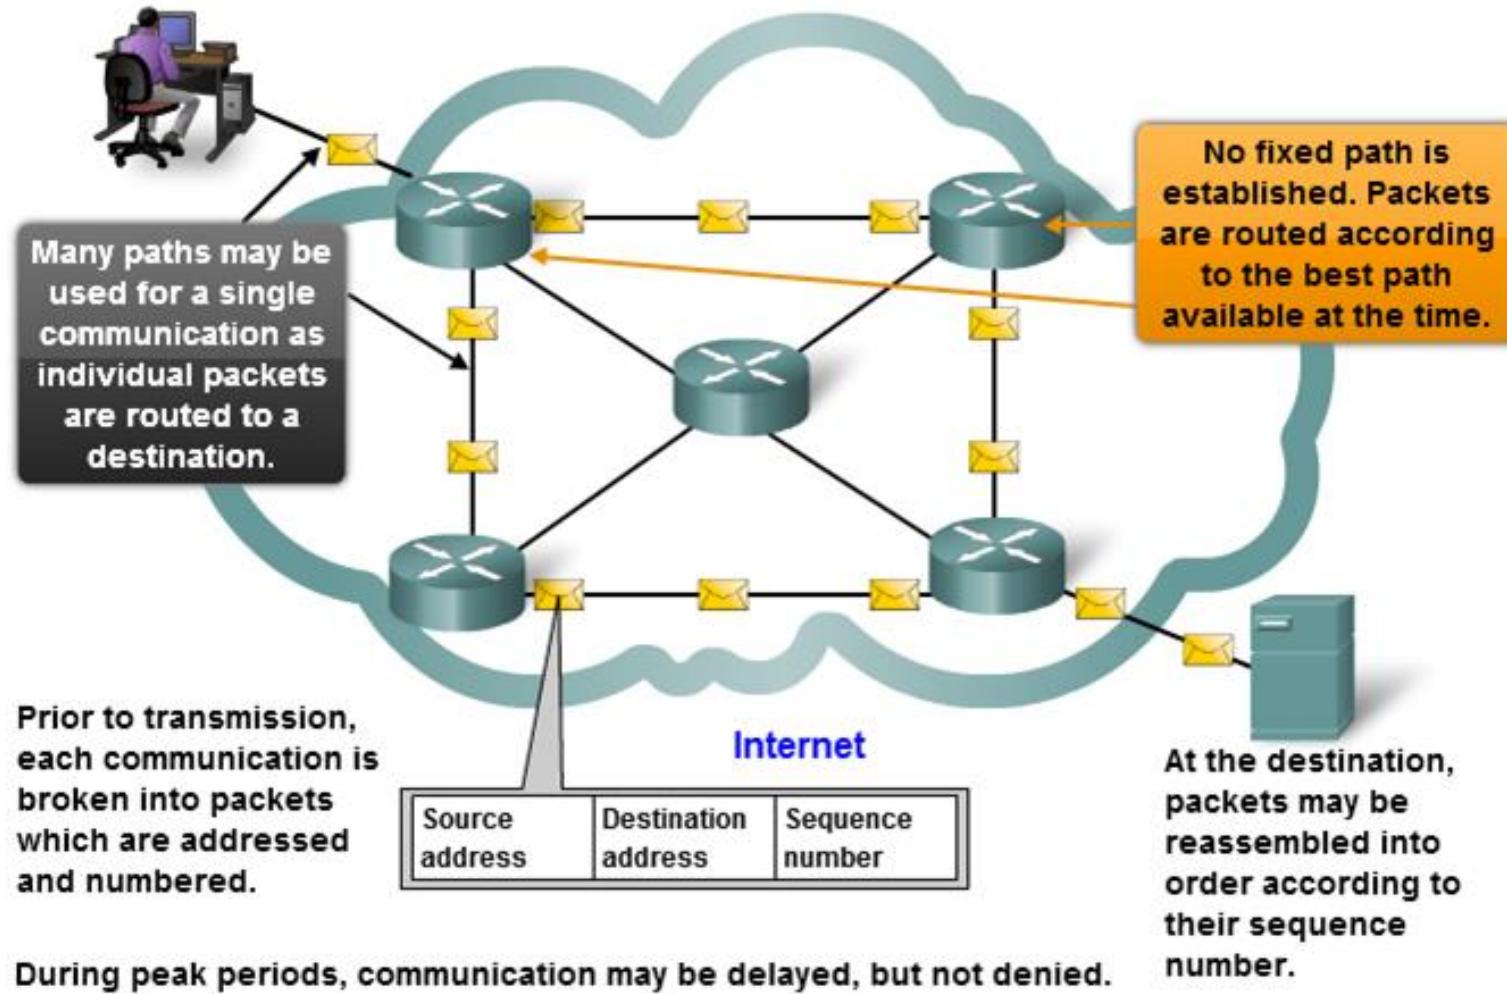 Many paths may be
used for a single
communication as
individual packets
are routed to a
destination.
No fixed path is
established. Packets
are routed according
to the best path
available at the time.
Prior to transmission,
each communication is
broken into packets
which are addressed
and numbered.
Internet
Source
address
Destination
address
Sequence
number
At the destination,
packets may be
reassembled into
order according to
their sequence
number.
During peak periods, communication may be delayed, but not denied.